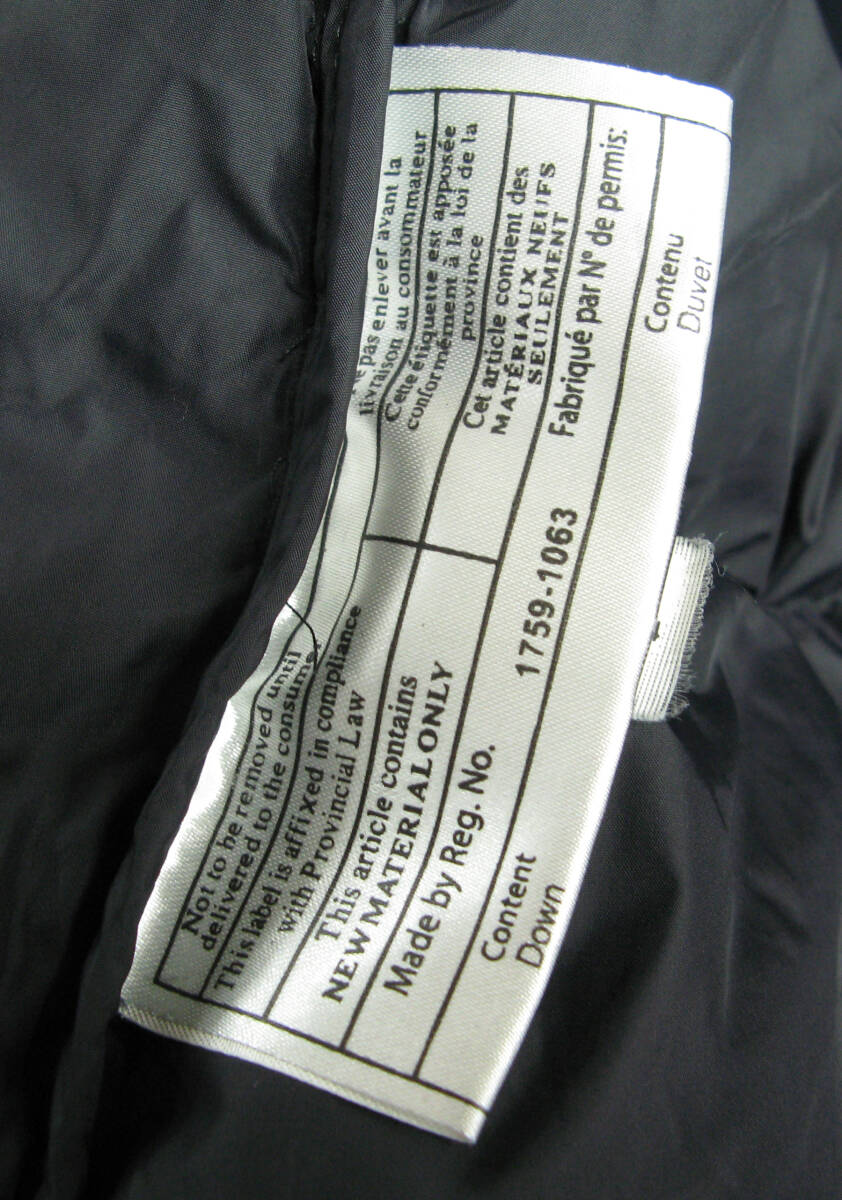 Not to be removed until
delivered to the consume
This label is affixed in compliance
with Provincial Law
This article contains
NEW MATERIAL ONLY
Made by Reg. No.
1759-1063
Content
Down
pas enlever avant la
livraison au consommateur
Cette étiquette est apposée
conformément à la loi de la
province
Cet article contient des
MATÉRIAUX NEUFS
SEULEMENT
Fabriqué par Nº de permis:
Contenu
Duvet